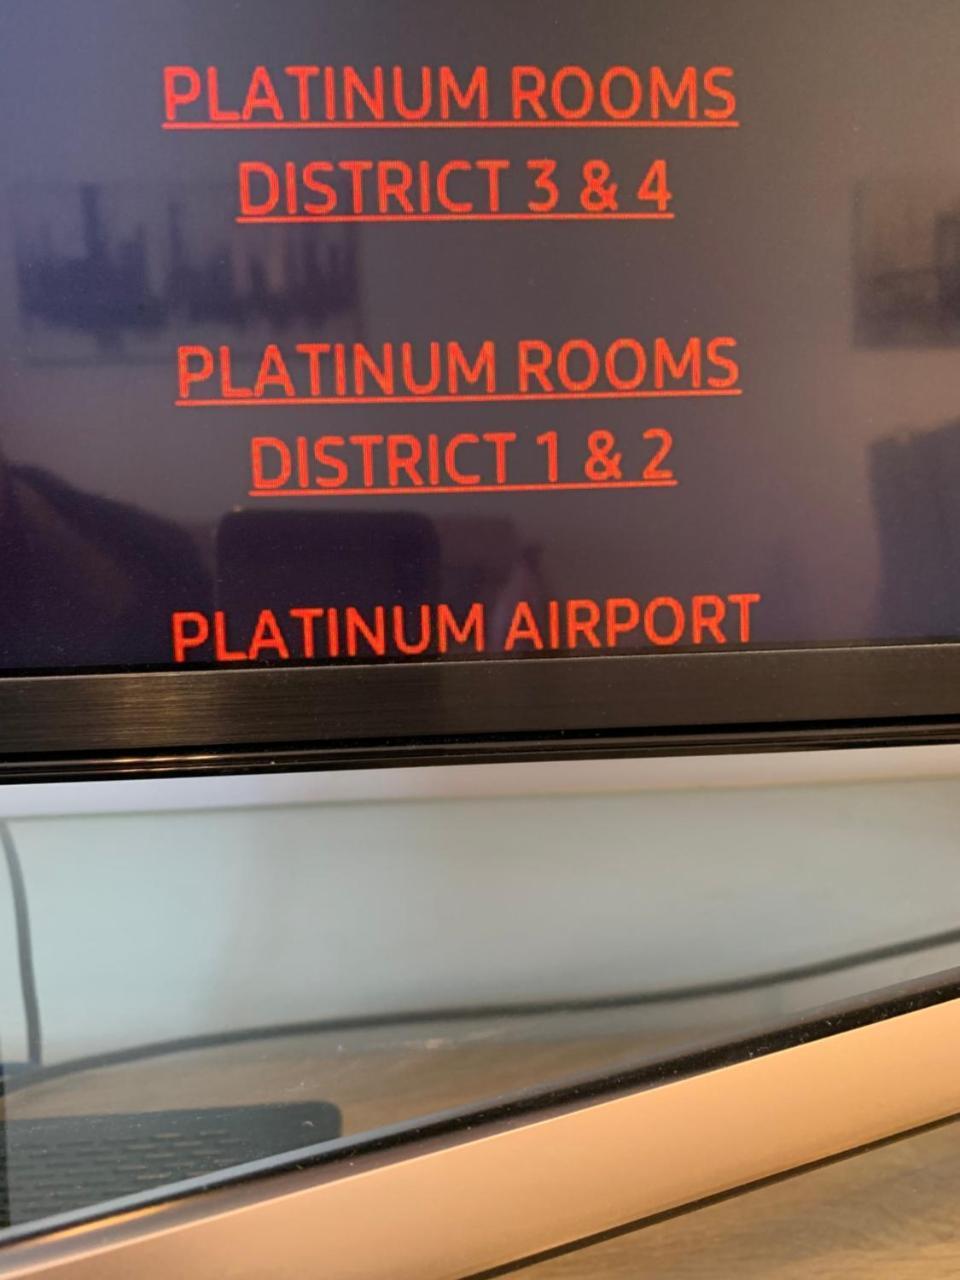 PLATINUM ROOMS
DISTRICT 3 & 4
PLATINUM ROOMS
DISTRICT 1 & 2
PLATINUM AIRPORT